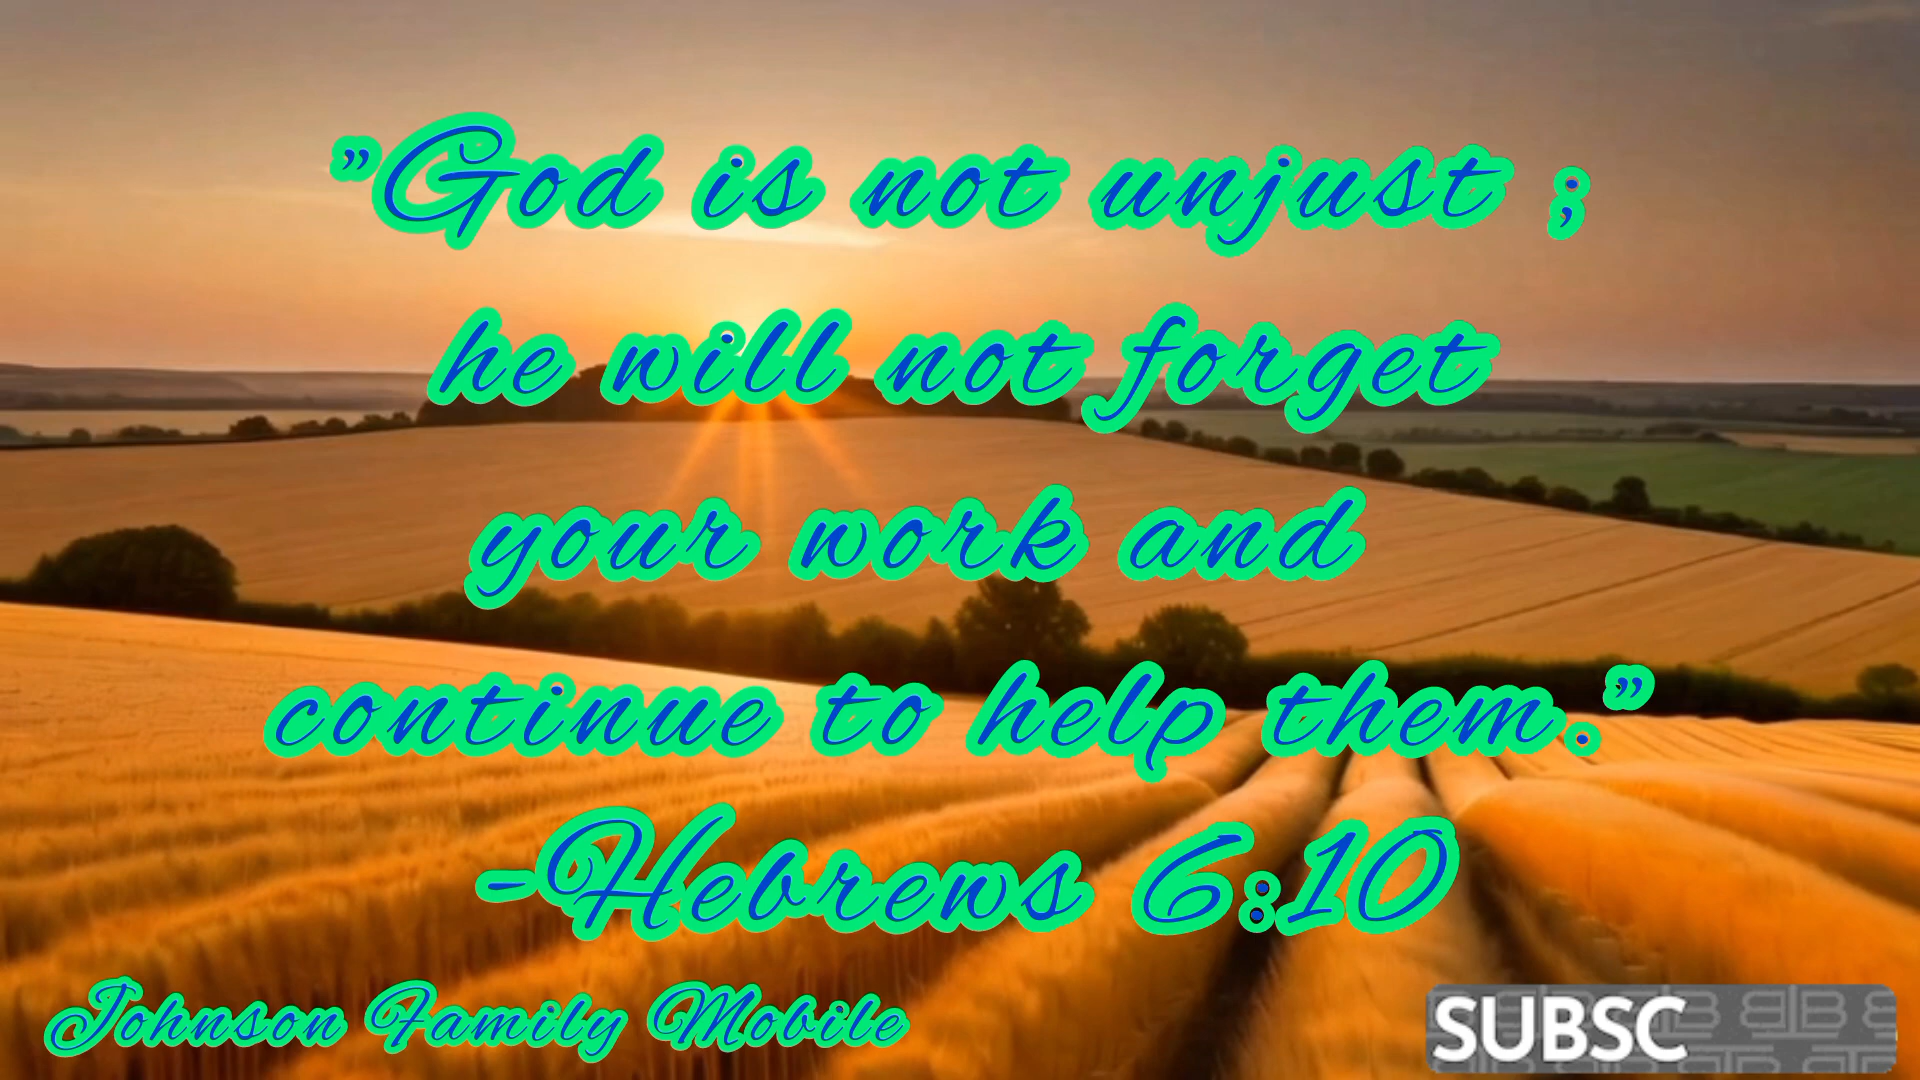 "God is not unjust ;
he will not forget
your work and
continue to help them."
-Hebrews 6:10
Johnson Family Mobile
SUBSC